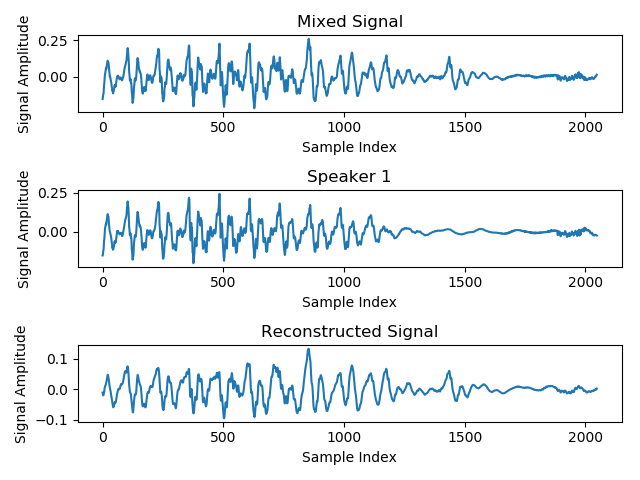 Mixed Signal
Signal Amplitude
0.25
0.00
0
500
1000
1500
2000
Sample Index
Speaker 1
Signal Amplitude
0.25
0.00
0
500
1000
1500
2000
Sample Index
Reconstructed Signal
Signal Amplitude
0.1
0.0
−0.1
0
500
1000
1500
2000
Sample Index